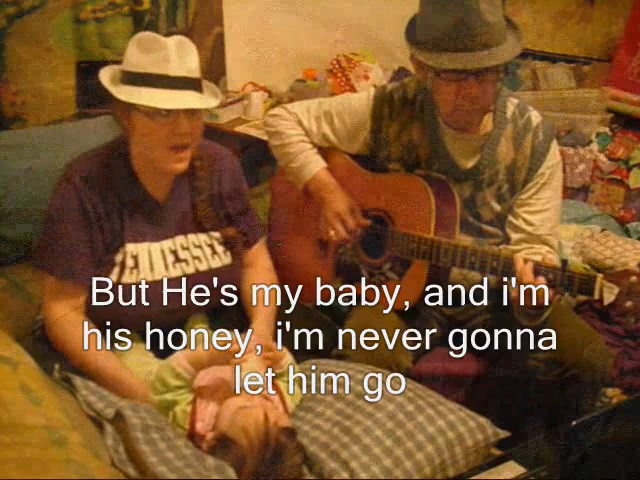 TENNESSEE
But He's my baby, and i'm
his honey, i'm never gonna
let him go